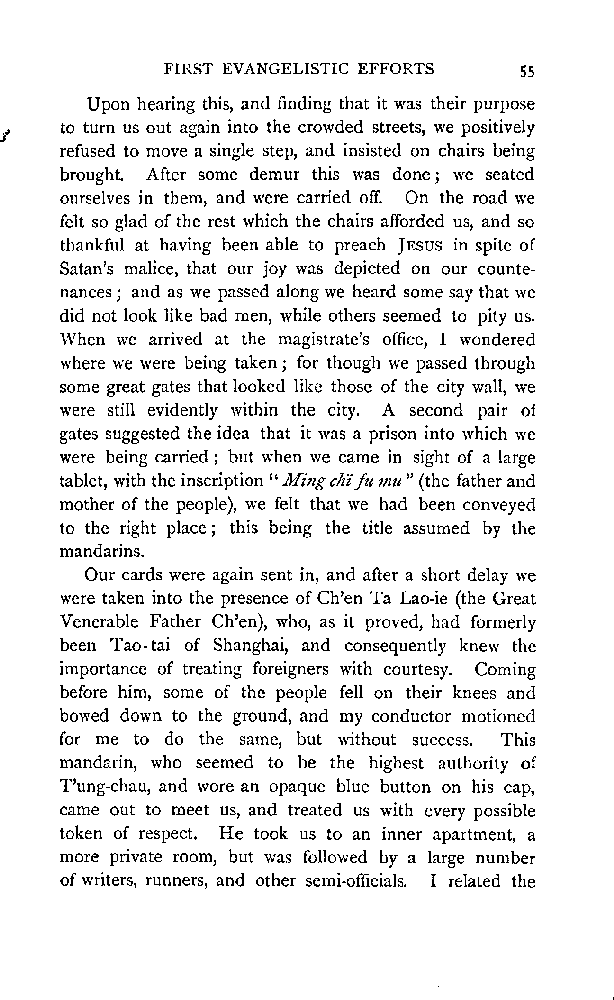 FIRST EVANGELISTIC EFFORTS 55
Upon hearing this, and finding that it was their purpose
to turn us out again into the crowded streets, we positively
refused to move a single step, and insisted on chairs being
brought. After some demur this was done; we seated
ourselves in them, and were carried off. On the road we
felt so glad of the rest which the chairs afforded us, and so
thankful at having been able to preach JESUS in spite of
Satan's malice, that our joy was depicted on our counte-
nances; and as we passed along we heard some say that we
did not look like bad men, while others seemed to pity us.
When we arrived at the magistrate's office, I wondered
where we were being taken; for though we passed through
some great gates that looked like those of the city wall, we
were still evidently within the city. A second pair of
gates suggested the idea that it was a prison into which we
were being carried; but when we came in sight of a large
tablet, with the inscription "Ming chï fu mu" (the father and
mother of the people), we felt that we had been conveyed
to the right place; this being the title assumed by the
mandarins.
Our cards were again sent in, and after a short delay we
were taken into the presence of Ch'en Ta Lao-ie (the Great
Venerable Father Ch'en), who, as it proved, had formerly
been Tao-tai of Shanghai, and consequently knew the
importance of treating foreigners with courtesy. Coming
before him, some of the people fell on their knees and
bowed down to the ground, and my conductor motioned
for me to do the same, but without success. This
mandarin, who seemed to be the highest authority of
T'ung-chau, and wore an opaque blue button on his cap,
came out to meet us, and treated us with every possible
token of respect. He took us to an inner apartment, a
more private room, but was followed by a large number
of writers, runners, and other semi-officials. I related the